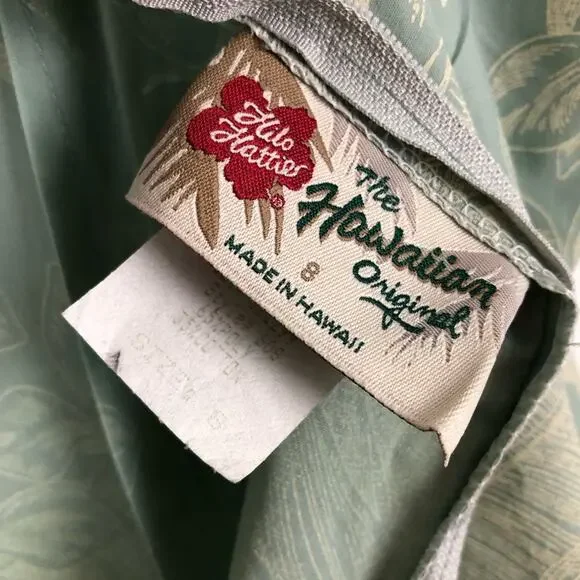 Hilo
Hattie
®
The
Hawaiian
Original
8
MADE IN HAWAII